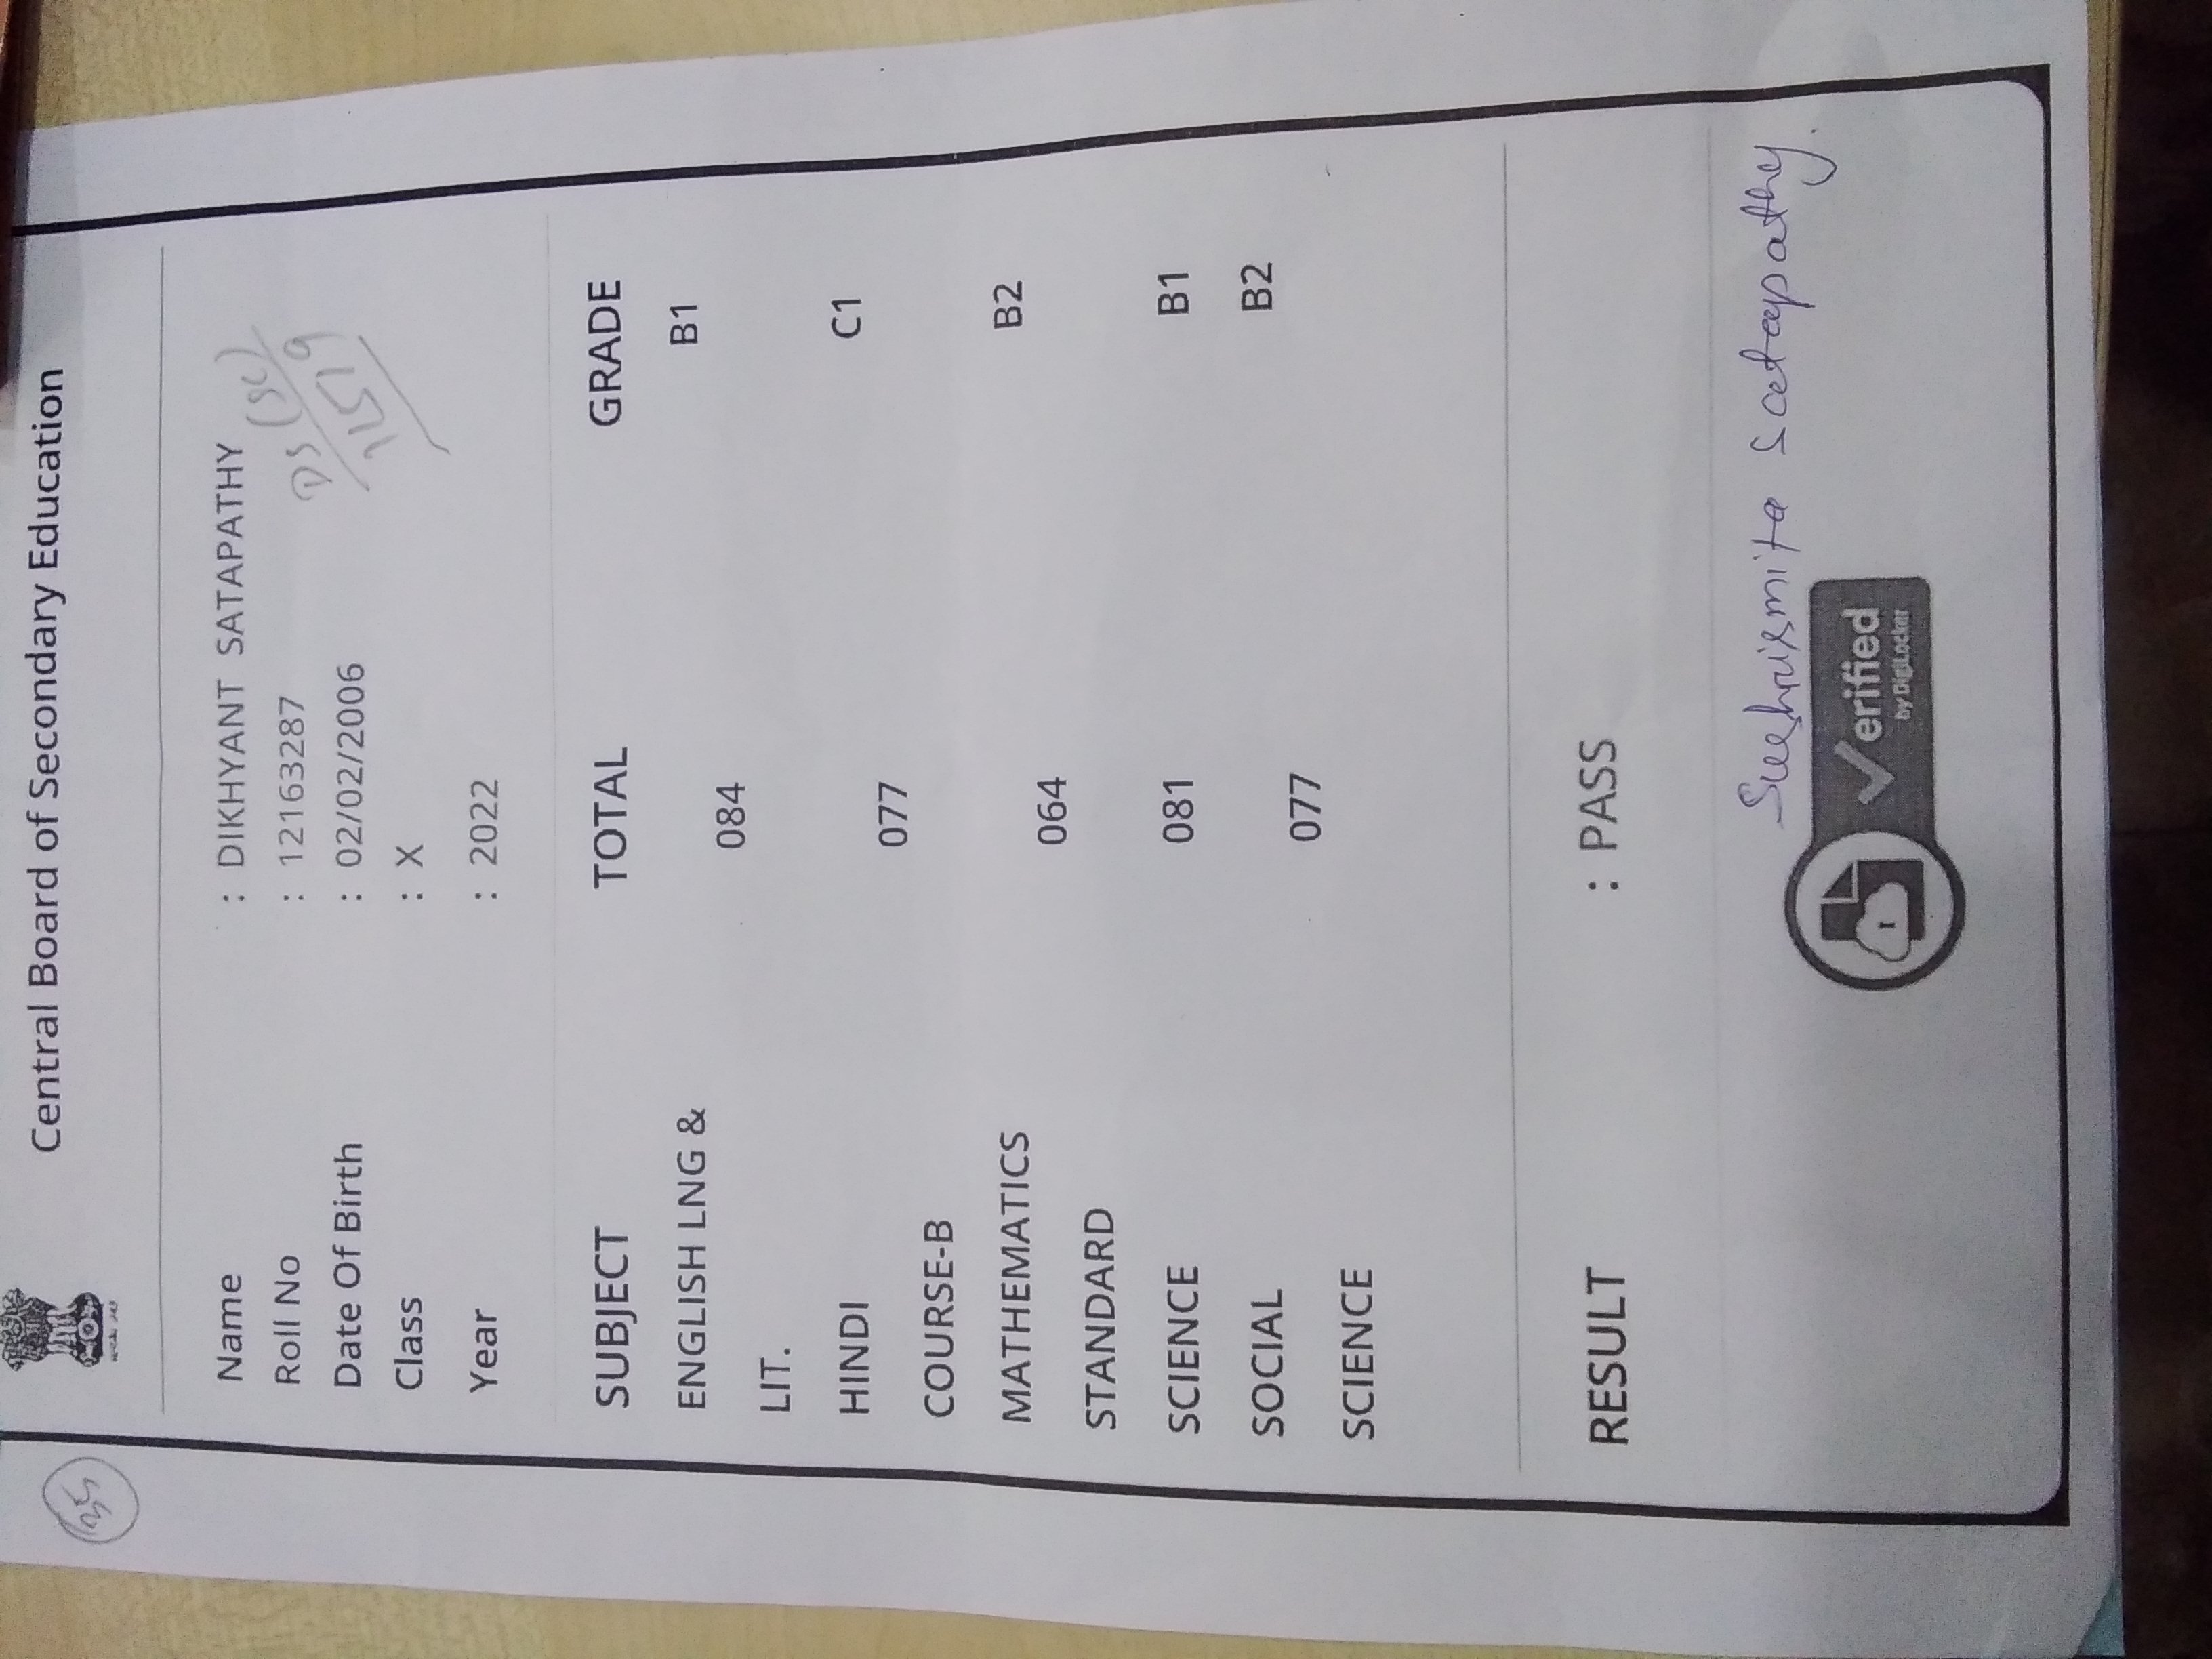 Central Board of Secondary Education
Name : DIKHYANT SATAPATHY
Roll No : 12163287
Date Of Birth : 02/02/2006
Class : X
Year : 2022
SUBJECT TOTAL GRADE
ENGLISH LNG & B1
084
LIT.
HINDI C1
077
COURSE-B
MATHEMATICS B2
064
STANDARD
SCIENCE 081 B1
SOCIAL B2
077
SCIENCE
RESULT : PASS
satapathy
Verified
by DigiLocker